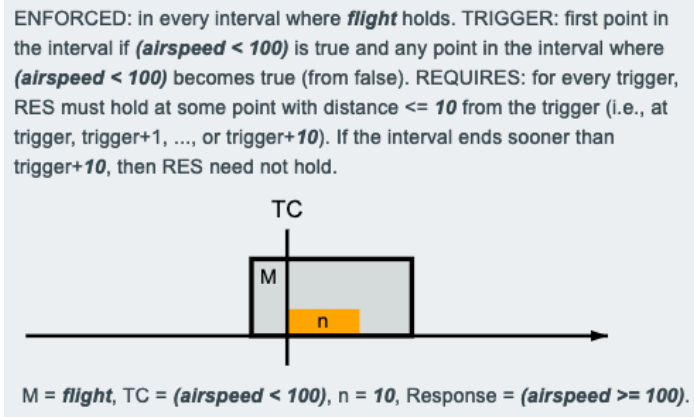 ENFORCED: in every interval where flight holds. TRIGGER: first point in
the interval if (airspeed < 100) is true and any point in the interval where
(airspeed < 100) becomes true (from false). REQUIRES: for every trigger,
RES must hold at some point with distance <= 10 from the trigger (i.e., at
trigger, trigger+1, ..., or trigger+10). If the interval ends sooner than
trigger+10, then RES need not hold.
TC
M
n
M = flight, TC = (airspeed < 100), n = 10, Response = (airspeed >= 100).